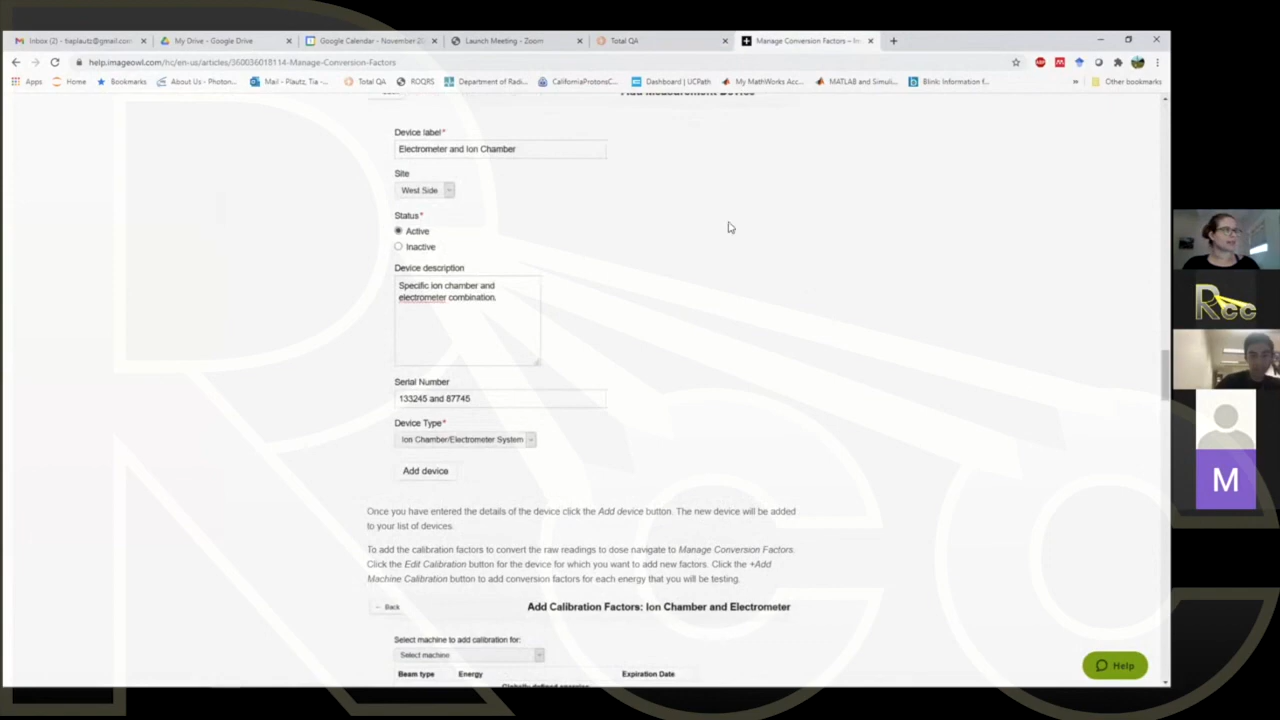 Inbox (2) - tiaplautz@gmail.com
My Drive - Google Drive
Google Calendar - November 20
Launch Meeting - Zoom
Total QA
Manage Conversion Factors – Im
help.imageowl.com/hc/en-us/articles/360036018114-Manage-Conversion-Factors
Apps
Home
Bookmarks
About Us - Photon...
Mail - Plautz, Tia -...
Total QA
ROQRS
Department of Radi...
CaliforniaProtonsC...
Dashboard | UCPath
My MathWorks Acc...
MATLAB and Simuli...
Blink: Information f...
Other bookmarks
Add Measurement Device
Device label*
Electrometer and Ion Chamber
Site
West Side
Status*
Active
Inactive
Device description
Specific ion chamber and
electrometer combination.
Serial Number
133245 and 87745
Device Type*
Ion Chamber/Electrometer System
Add device
Once you have entered the details of the device click the Add device button. The new device will be added
to your list of devices.
To add the calibration factors to convert the raw readings to dose navigate to Manage Conversion Factors.
Click the Edit Calibration button for the device for which you want to add new factors. Click the +Add
Machine Calibration button to add conversion factors for each energy that you will be testing.
← Back
Add Calibration Factors: Ion Chamber and Electrometer
Select machine to add calibration for:
Select machine
Beam type
Energy
Expiration Date
Globally defined energies
Help
Rcc
M